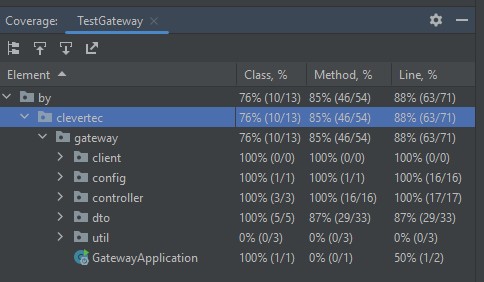 Coverage: TestGateway
Element Class, % Method, % Line, %
by 76% (10/13) 85% (46/54) 88% (63/71)
clevertec 76% (10/13) 85% (46/54) 88% (63/71)
gateway 76% (10/13) 85% (46/54) 88% (63/71)
client 100% (0/0) 100% (0/0) 100% (0/0)
config 100% (1/1) 100% (1/1) 100% (16/16)
controller 100% (3/3) 100% (16/16) 100% (17/17)
dto 100% (5/5) 87% (29/33) 87% (29/33)
util 0% (0/3) 0% (0/3) 0% (0/3)
GatewayApplication 100% (1/1) 0% (0/1) 50% (1/2)